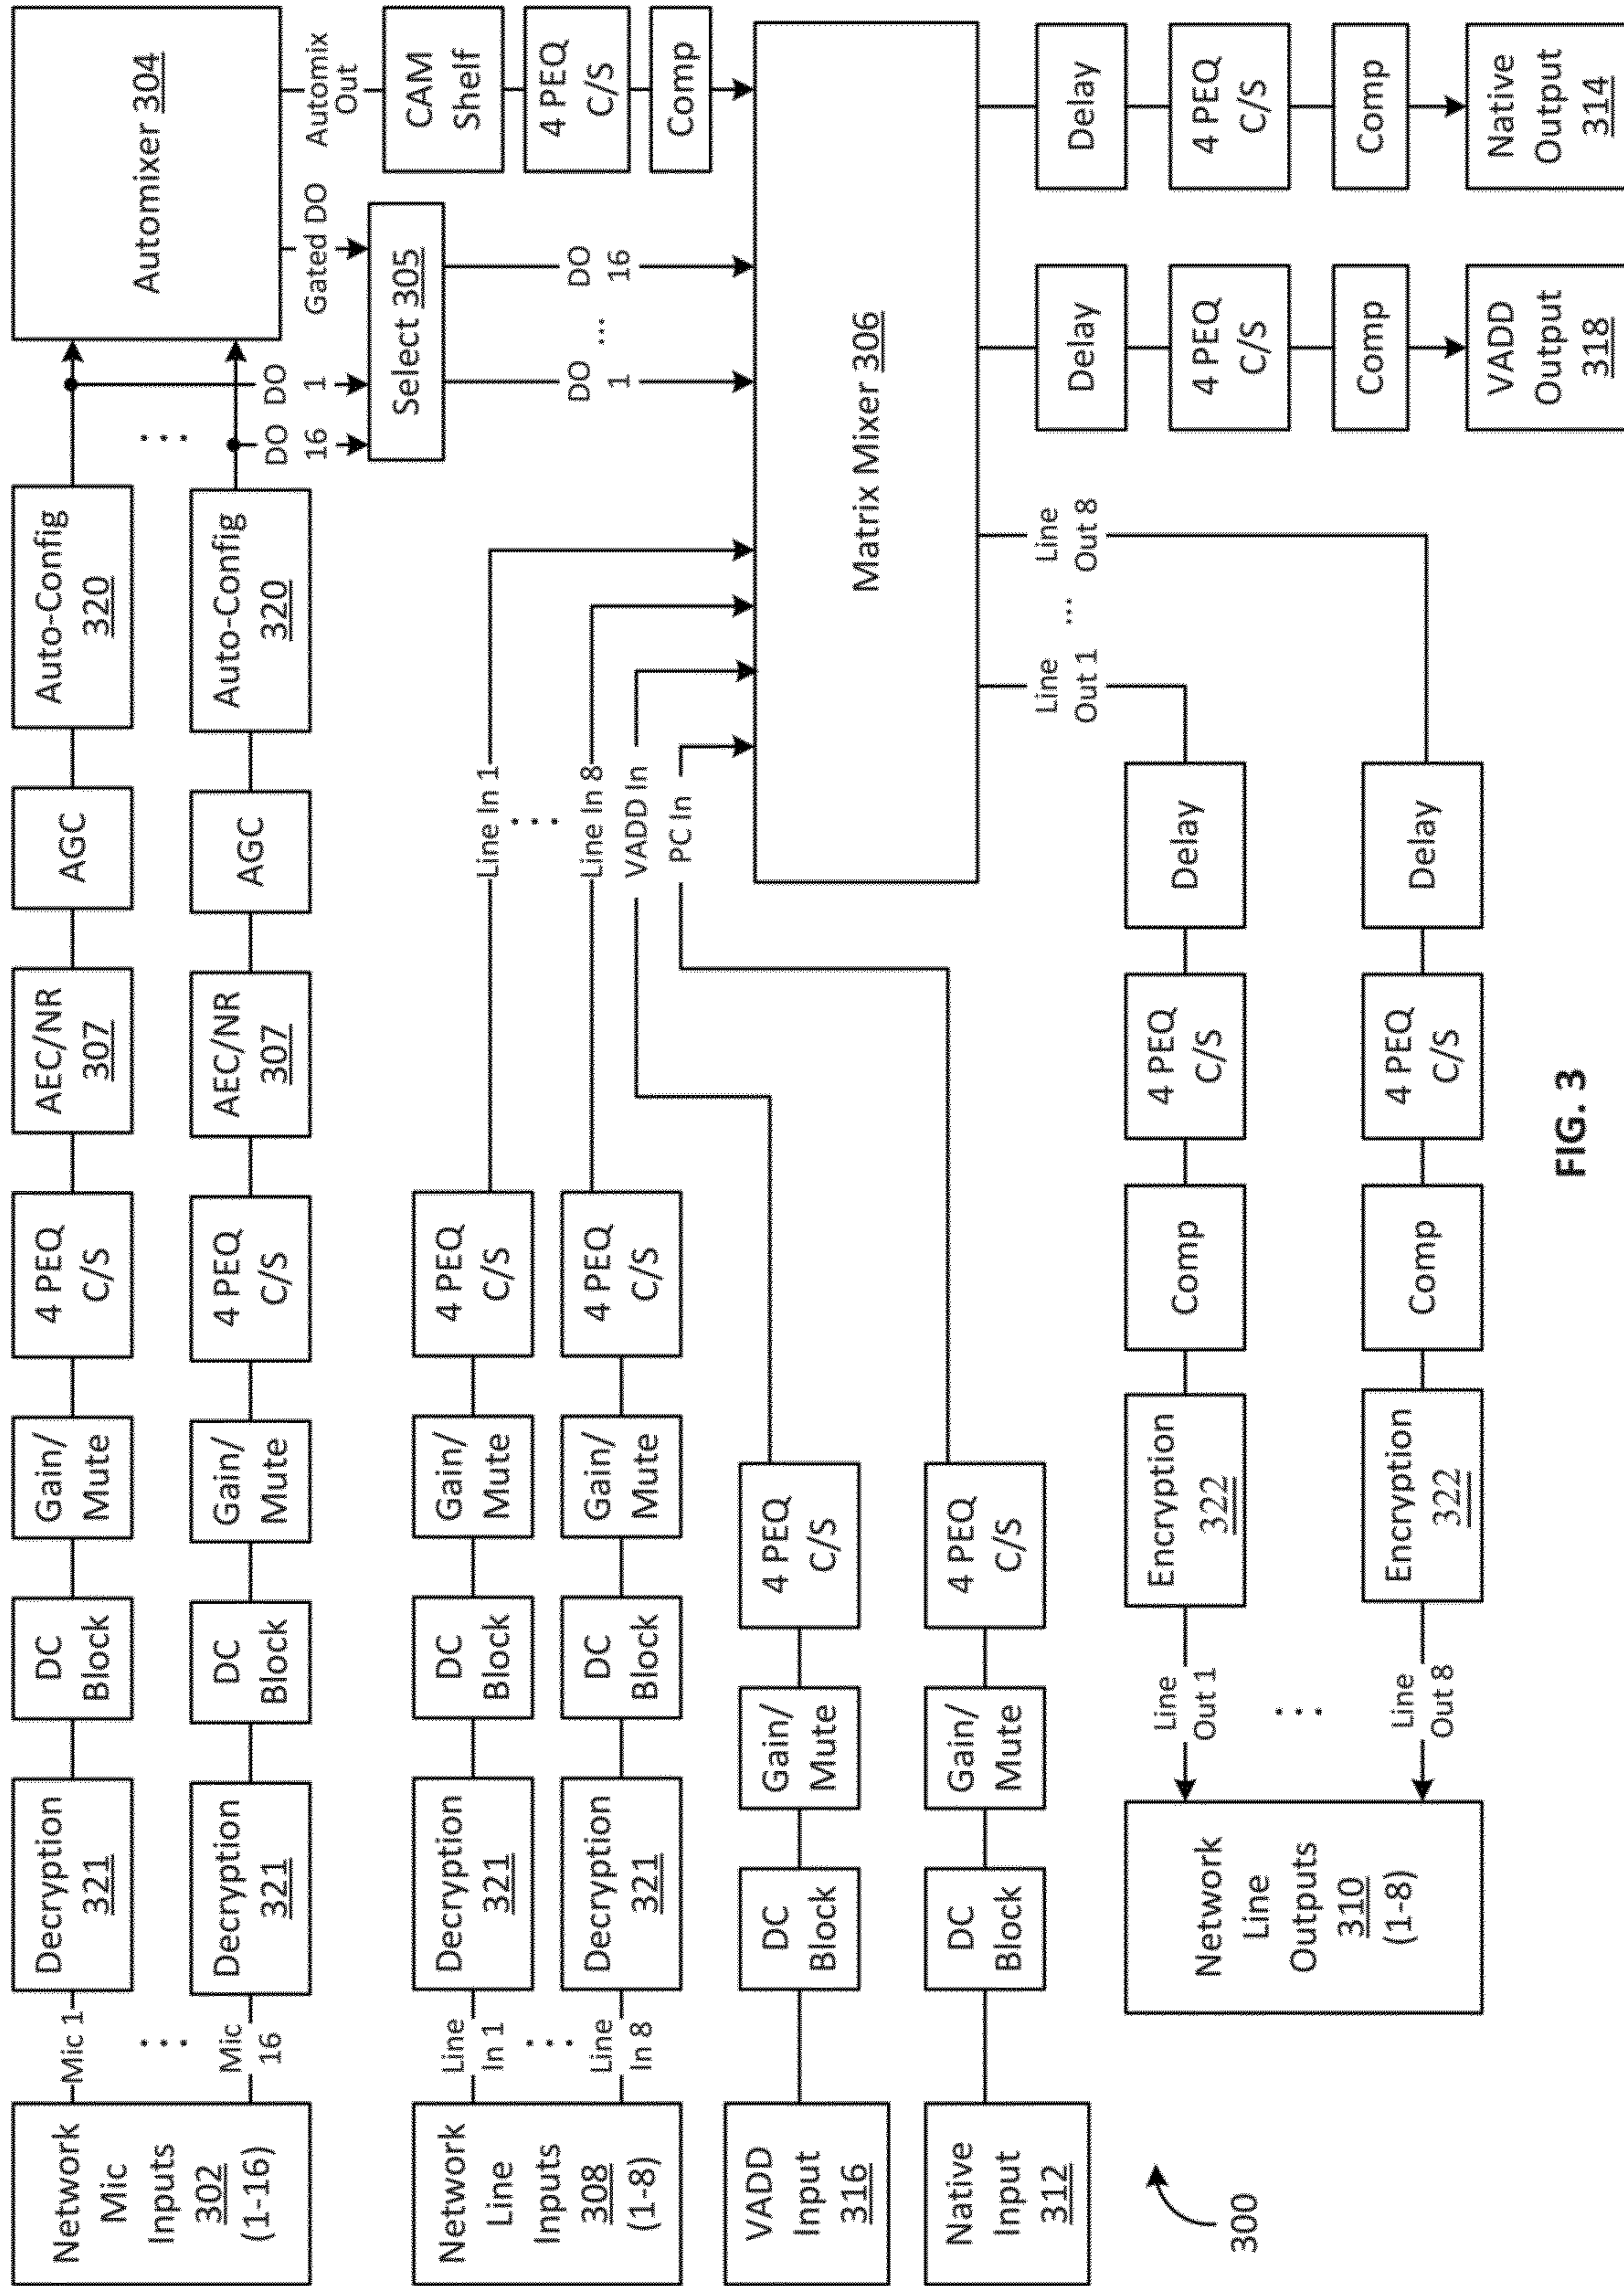 Network
Mic
Inputs
302
(1-16)
Mic 1
Decryption
321
DC
Block
Gain/
Mute
4 PEQ
C/S
AEC/NR
307
AGC
Auto-Config
320
Automixer 304
Mic
16
Decryption
321
DC
Block
Gain/
Mute
4 PEQ
C/S
AEC/NR
307
AGC
Auto-Config
320
DO
16
DO
1
Gated DO
Automix
Out
Select 305
CAM
Shelf
4 PEQ
C/S
Comp
DO
1
...
DO
16
Network
Line
Inputs
308
(1-8)
Line
In 1
Decryption
321
DC
Block
Gain/
Mute
4 PEQ
C/S
Line In 1
Line
In 8
Decryption
321
DC
Block
Gain/
Mute
4 PEQ
C/S
Line In 8
VADD In
PC In
VADD
Input
316
DC
Block
Gain/
Mute
4 PEQ
C/S
Matrix Mixer 306
Native
Input
312
DC
Block
Gain/
Mute
4 PEQ
C/S
Line
Out 1
...
Line
Out 8
Delay
4 PEQ
C/S
Comp
VADD
Output
318
Delay
4 PEQ
C/S
Comp
Native
Output
314
Network
Line
Outputs
310
(1-8)
Line
Out 1
Encryption
322
Comp
4 PEQ
C/S
Delay
Line
Out 8
Encryption
322
Comp
4 PEQ
C/S
Delay
300
FIG. 3